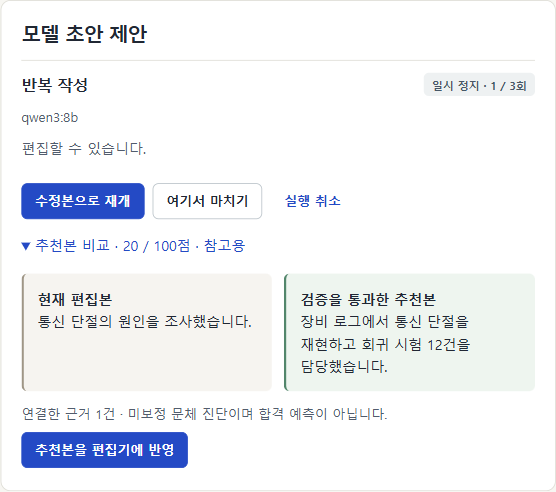 모델 초안 제안
반복 작성
일시 정지 · 1 / 3회
qwen3:8b
편집할 수 있습니다.
수정본으로 재개
여기서 마치기
실행 취소
▼ 추천본 비교 · 20 / 100점 · 참고용
현재 편집본
통신 단절의 원인을 조사했습니다.
검증을 통과한 추천본
장비 로그에서 통신 단절을
재현하고 회귀 시험 12건을
담당했습니다.
연결한 근거 1건 · 미보정 문체 진단이며 합격 예측이 아닙니다.
추천본을 편집기에 반영